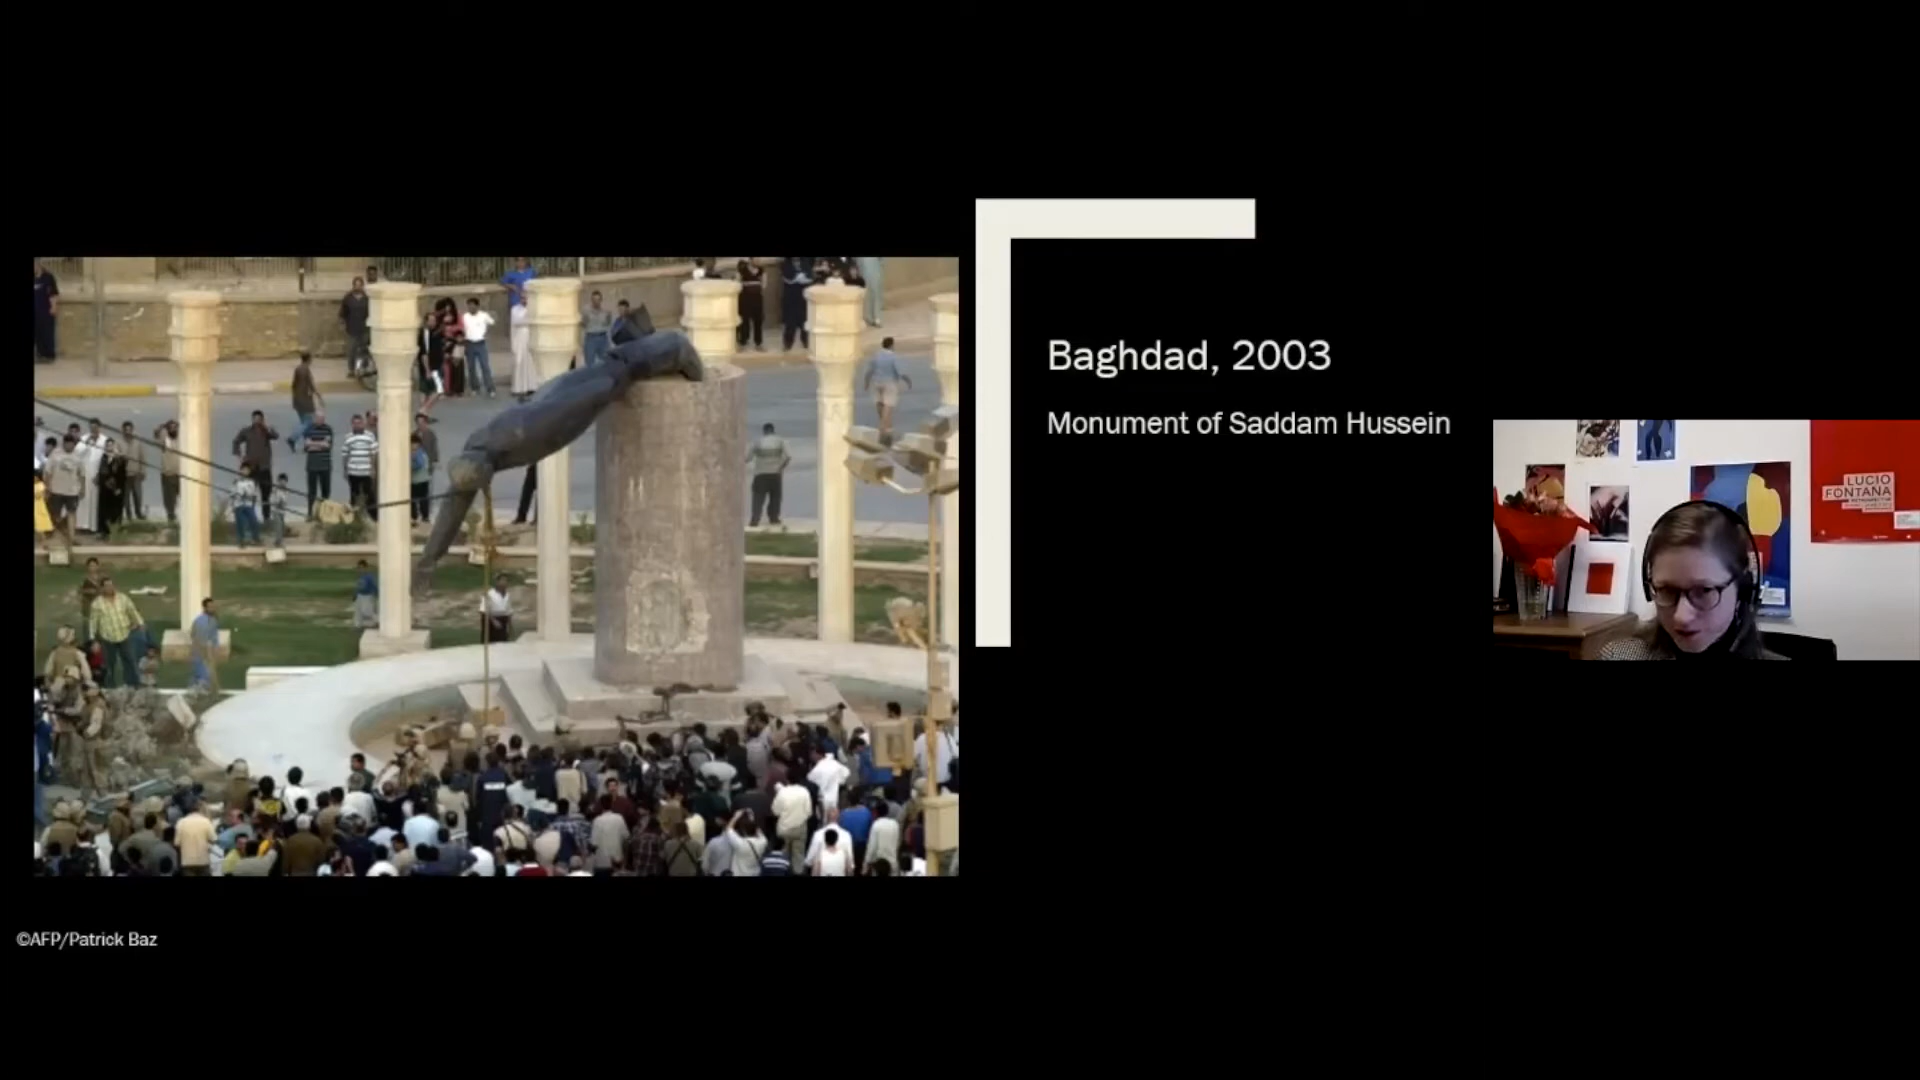 Baghdad, 2003
Monument of Saddam Hussein
LUCIO
FONTANA
©AFP/Patrick Baz